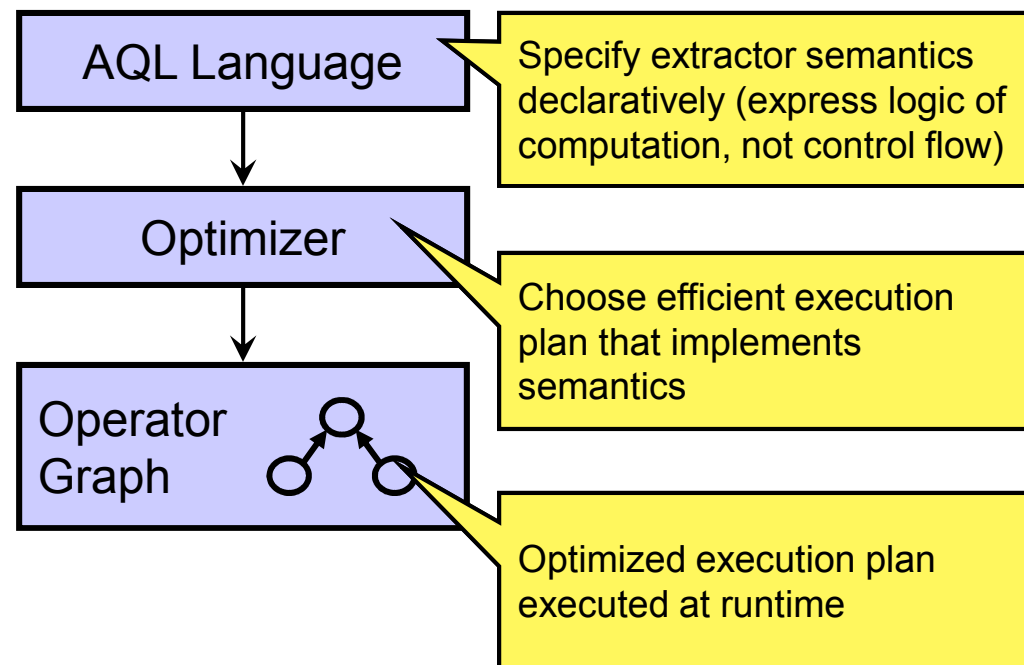 AQL Language
Specify extractor semantics
declaratively (express logic of
computation, not control flow)
Optimizer
Choose efficient execution
plan that implements
semantics
Operator
Graph
Optimized execution plan
executed at runtime